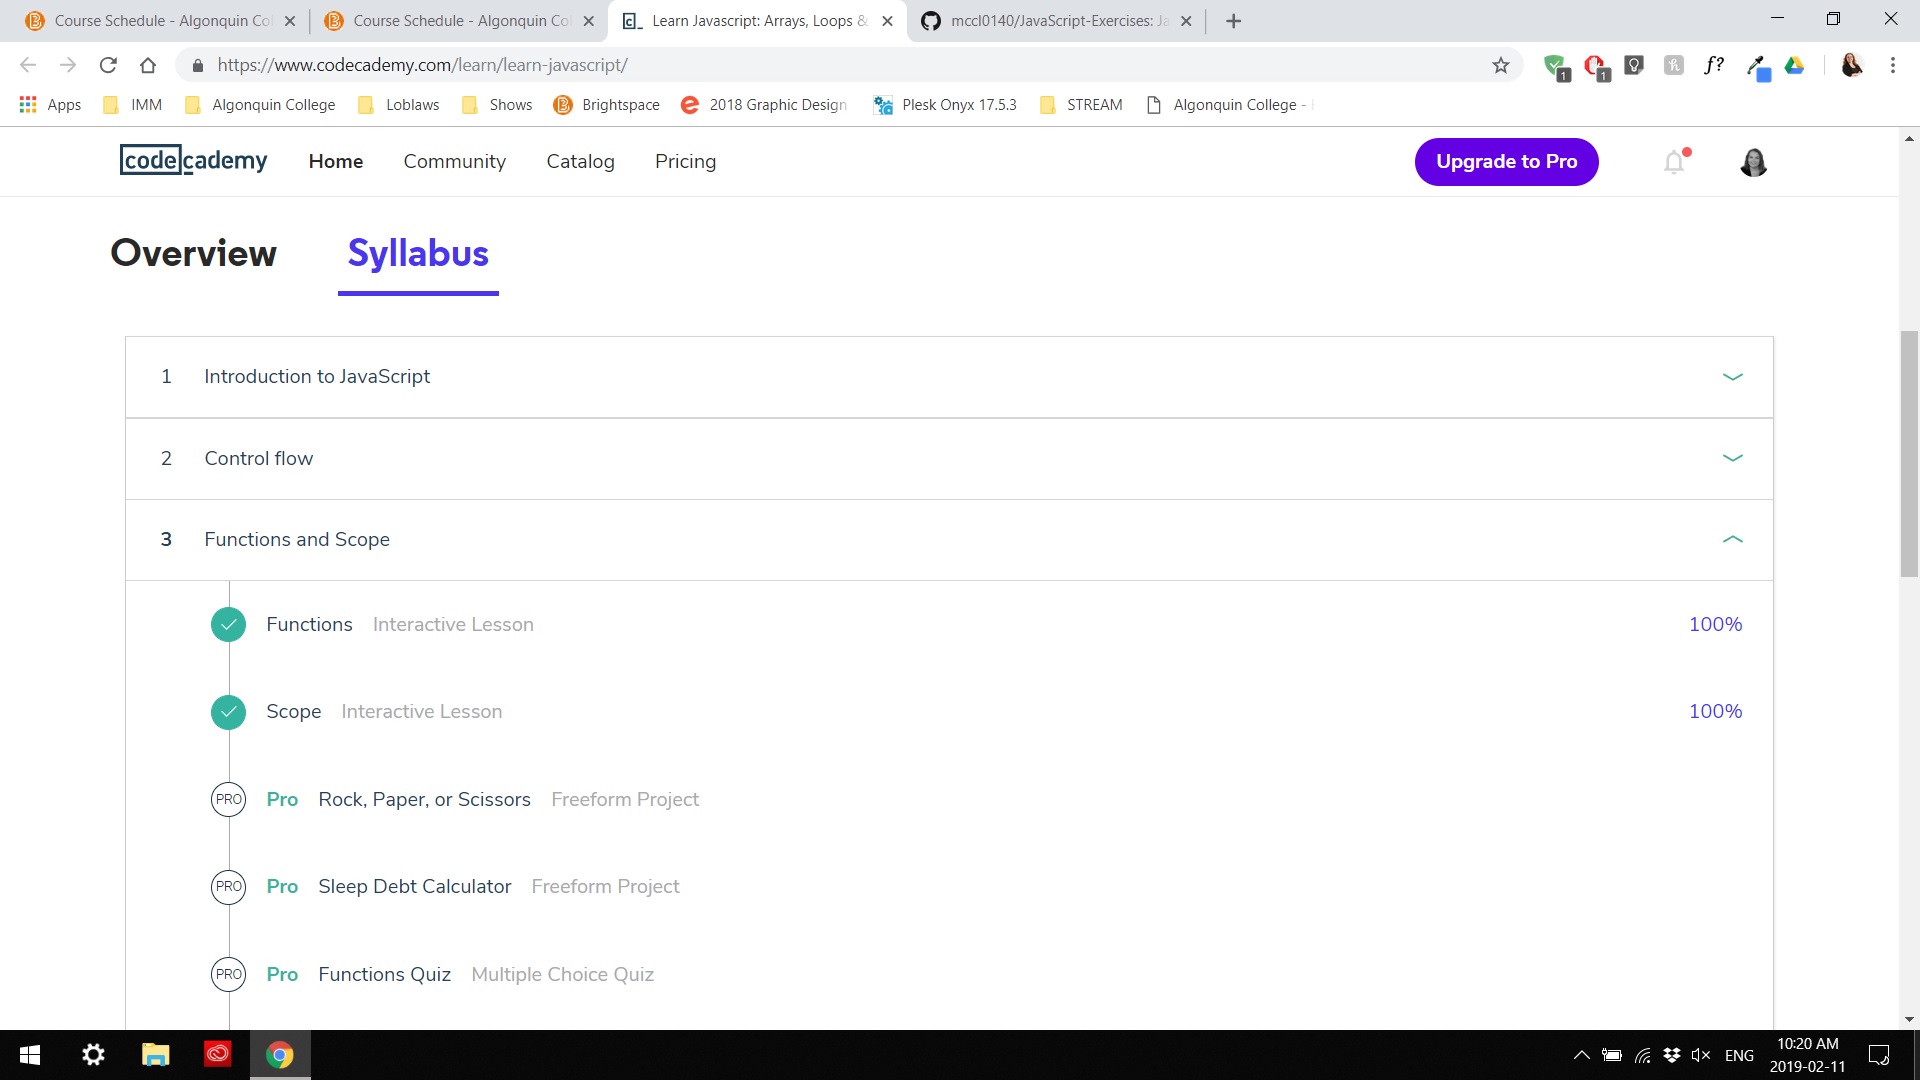 Course Schedule - Algonquin Co
Course Schedule - Algonquin Co
Learn Javascript: Arrays, Loops &
mccl0140/JavaScript-Exercises: Ja
https://www.codecademy.com/learn/learn-javascript/
1
1
f?
Apps
IMM
Algonquin College
Loblaws
Shows
Brightspace
2018 Graphic Design
Plesk Onyx 17.5.3
STREAM
Algonquin College -
codecademy
Home
Community
Catalog
Pricing
Upgrade to Pro
Overview
Syllabus
1 Introduction to JavaScript
2 Control flow
3 Functions and Scope
Functions Interactive Lesson 100%
Scope Interactive Lesson 100%
PRO Pro Rock, Paper, or Scissors Freeform Project
PRO Pro Sleep Debt Calculator Freeform Project
PRO Pro Functions Quiz Multiple Choice Quiz
ENG
10:20 AM
2019-02-11